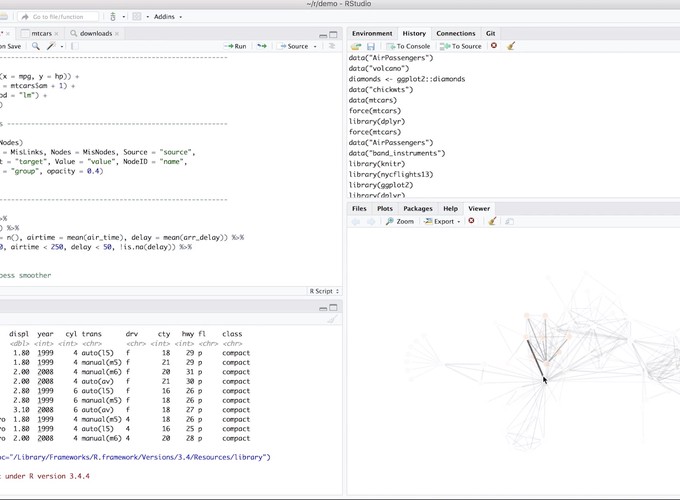 ~/r/demo - RStudio
Go to file/function
Addins
mtcars
downloads
on Save
Run
Source
(x = mpg, y = hp)) +
= mtcars$am + 1) +
od = "lm") +
)
Nodes)
= MisLinks, Nodes = MisNodes, Source = "source",
t = "target", Value = "value", NodeID = "name",
= "group", opacity = 0.4)
>%
) %>%
= n(), airtime = mean(air_time), delay = mean(arr_delay)) %>%
0, airtime < 250, delay < 50, !is.na(delay)) %>%
oess smoother
R Script
displ year cyl trans drv cty hwy fl class
<dbl> <int> <int> <chr> <chr> <int> <int> <chr> <chr>
1.80 1999 4 auto(l5) f 18 29 p compact
1.80 1999 4 manual(m5) f 21 29 p compact
2.00 2008 4 manual(m6) f 20 31 p compact
2.00 2008 4 auto(av) f 21 30 p compact
2.80 1999 6 auto(l5) f 16 26 p compact
2.80 1999 6 manual(m5) f 18 26 p compact
3.10 2008 6 auto(av) f 18 27 p compact
ro 1.80 1999 4 manual(m5) 4 18 26 p compact
ro 1.80 1999 4 auto(l5) 4 16 25 p compact
ro 2.00 2008 4 manual(m6) 4 20 28 p compact
oc="/Library/Frameworks/R.framework/Versions/3.4/Resources/library")
t under R version 3.4.4
Environment History Connections Git
To Console To Source
data("AirPassengers")
data("volcano")
diamonds <- ggplot2::diamonds
data("chickwts")
data(mtcars)
force(mtcars)
library(dplyr)
force(mtcars)
data("AirPassengers")
data("band_instruments")
library(knitr)
library(nycflights13)
library(ggplot2)
library(dplyr)
Files Plots Packages Help Viewer
Zoom Export